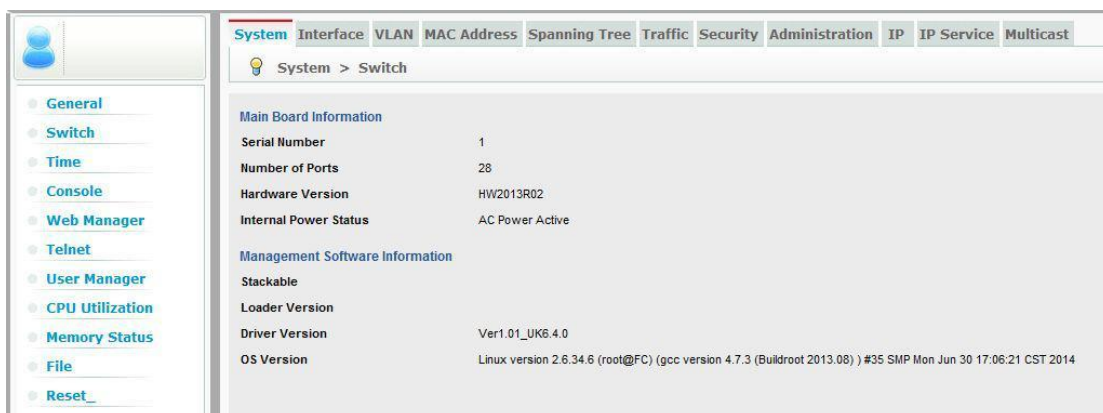 System Interface VLAN MAC Address Spanning Tree Traffic Security Administration IP IP Service Multicast
System > Switch
General
Switch
Time
Console
Web Manager
Telnet
User Manager
CPU Utilization
Memory Status
File
Reset_
Main Board Information
Serial Number 1
Number of Ports 28
Hardware Version HW2013R02
Internal Power Status AC Power Active
Management Software Information
Stackable
Loader Version
Driver Version Ver1.01_UK6.4.0
OS Version Linux version 2.6.34.6 (root@FC) (gcc version 4.7.3 (Buildroot 2013.08) ) #35 SMP Mon Jun 30 17:06:21 CST 2014